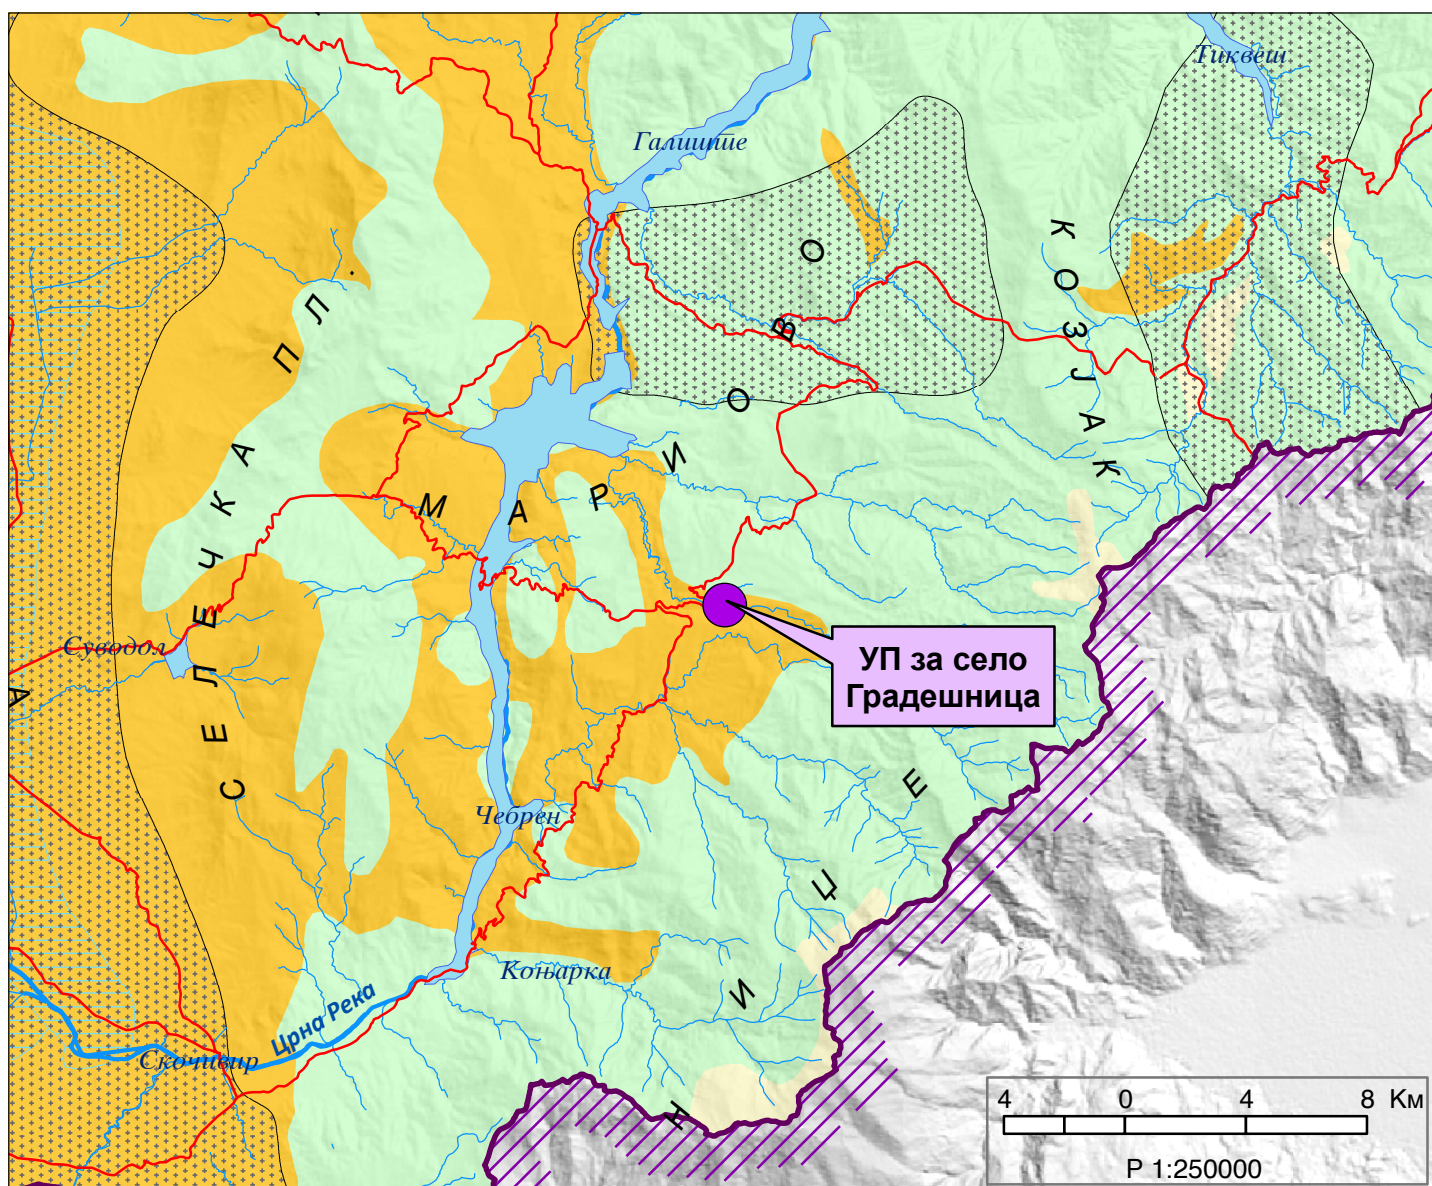 Тиквеш
Галиште
КОЗЈАК
МАРИОВО
СЕЛЕЧКА ПЛ
А
Суводол
УП за село
Градешница
Чебрен
НИЏЕ
Коњарка
Црна Река
Скочивир
4 0 4 8 Км
Р 1:250000